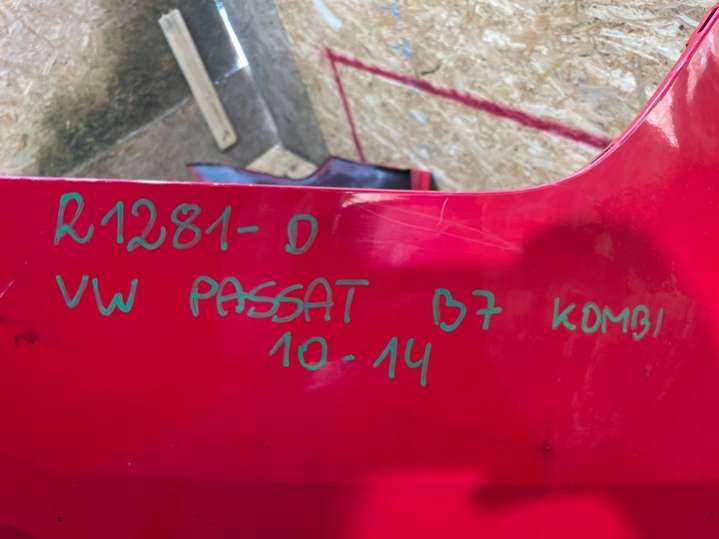 R1281-D
VW PASSAT B7 KOMBI
10-14